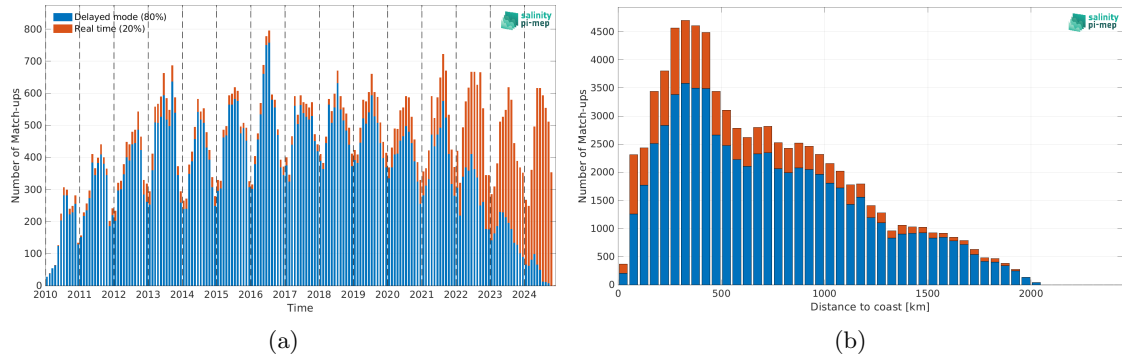 Delayed mode (80%)
Real time (20%)
salinity
pi-mep
800
700
600
500
400
300
200
100
0
Number of Match-ups
2010 2011 2012 2013 2014 2015 2016 2017 2018 2019 2020 2021 2022 2023 2024
Time
(a)
salinity
pi-mep
4500
4000
3500
3000
2500
2000
1500
1000
500
0
Number of Match-ups
0 500 1000 1500 2000
Distance to coast [km]
(b)